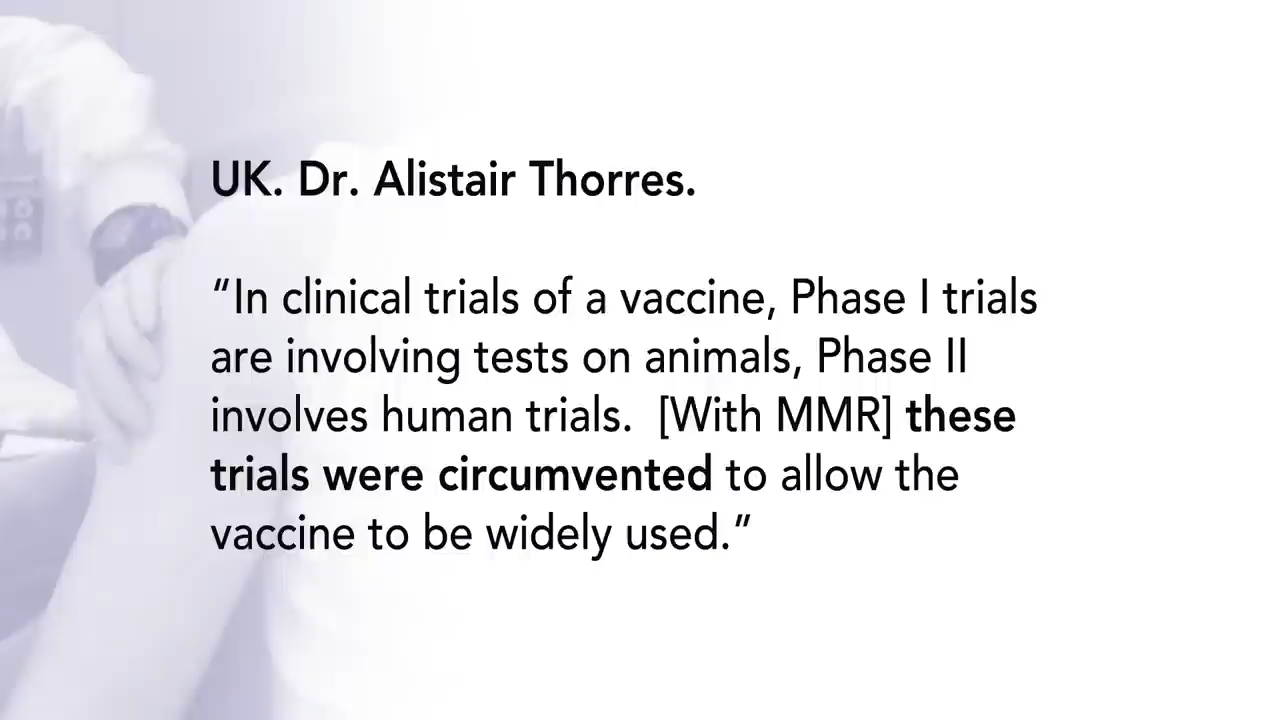 UK. Dr. Alistair Thorres.
“In clinical trials of a vaccine, Phase I trials
are involving tests on animals, Phase II
involves human trials.  [With MMR] these
trials were circumvented to allow the
vaccine to be widely used.”